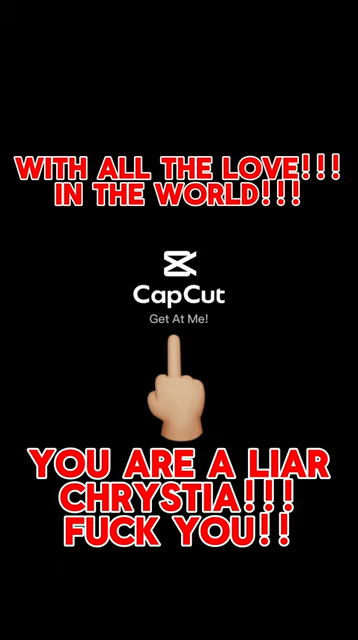 WITH ALL THE LOVE!!!
IN THE WORLD!!!
CapCut
Get At Me!
YOU ARE A LIAR
CHRYSTIA!!!
FUCK YOU!!